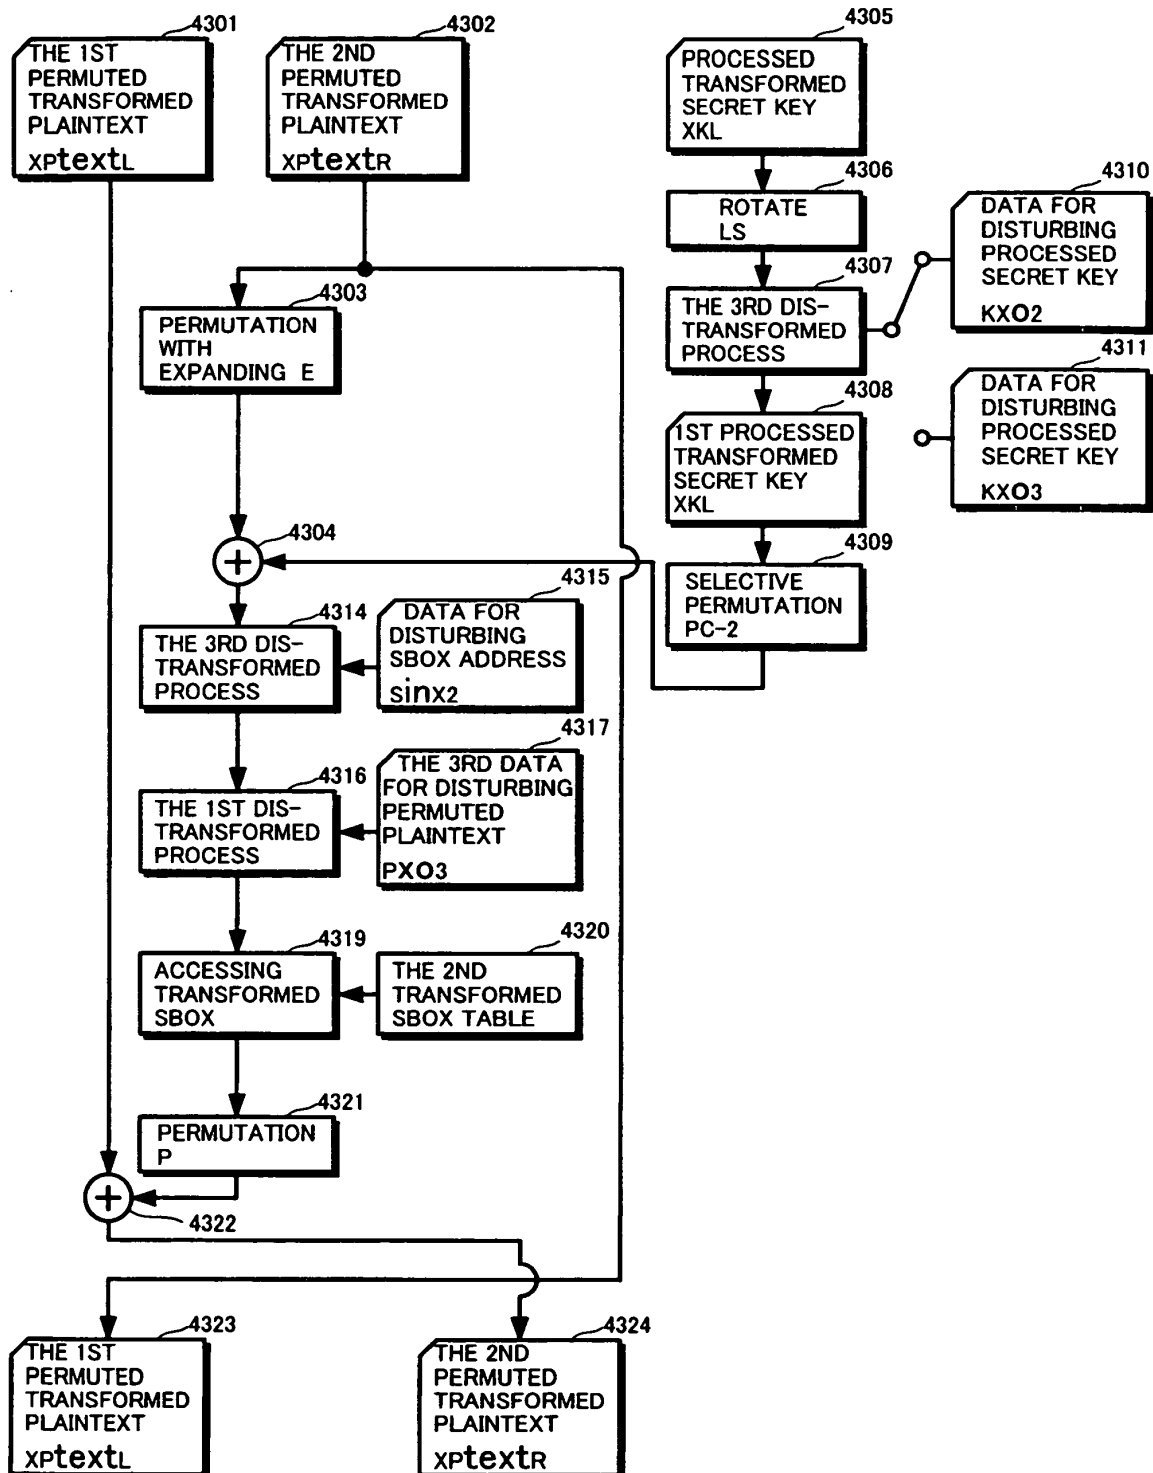 4301
THE 1ST
PERMUTED
TRANSFORMED
PLAINTEXT
XPtextL
4302
THE 2ND
PERMUTED
TRANSFORMED
PLAINTEXT
XPtextR
4305
PROCESSED
TRANSFORMED
SECRET KEY
XKL
4306
ROTATE
LS
4307
THE 3RD DIS-
TRANSFORMED
PROCESS
4310
DATA FOR
DISTURBING
PROCESSED
SECRET KEY
KXO2
4311
DATA FOR
DISTURBING
PROCESSED
SECRET KEY
KXO3
4308
1ST PROCESSED
TRANSFORMED
SECRET KEY
XKL
4309
SELECTIVE
PERMUTATION
PC-2
4303
PERMUTATION
WITH
EXPANDING E
4304
4314
THE 3RD DIS-
TRANSFORMED
PROCESS
4315
DATA FOR
DISTURBING
SBOX ADDRESS
sinx2
4316
THE 1ST DIS-
TRANSFORMED
PROCESS
4317
THE 3RD DATA
FOR DISTURBING
PERMUTED
PLAINTEXT
PXO3
4319
ACCESSING
TRANSFORMED
SBOX
4320
THE 2ND
TRANSFORMED
SBOX TABLE
4321
PERMUTATION
P
4322
4323
THE 1ST
PERMUTED
TRANSFORMED
PLAINTEXT
XPtextL
4324
THE 2ND
PERMUTED
TRANSFORMED
PLAINTEXT
XPtextR